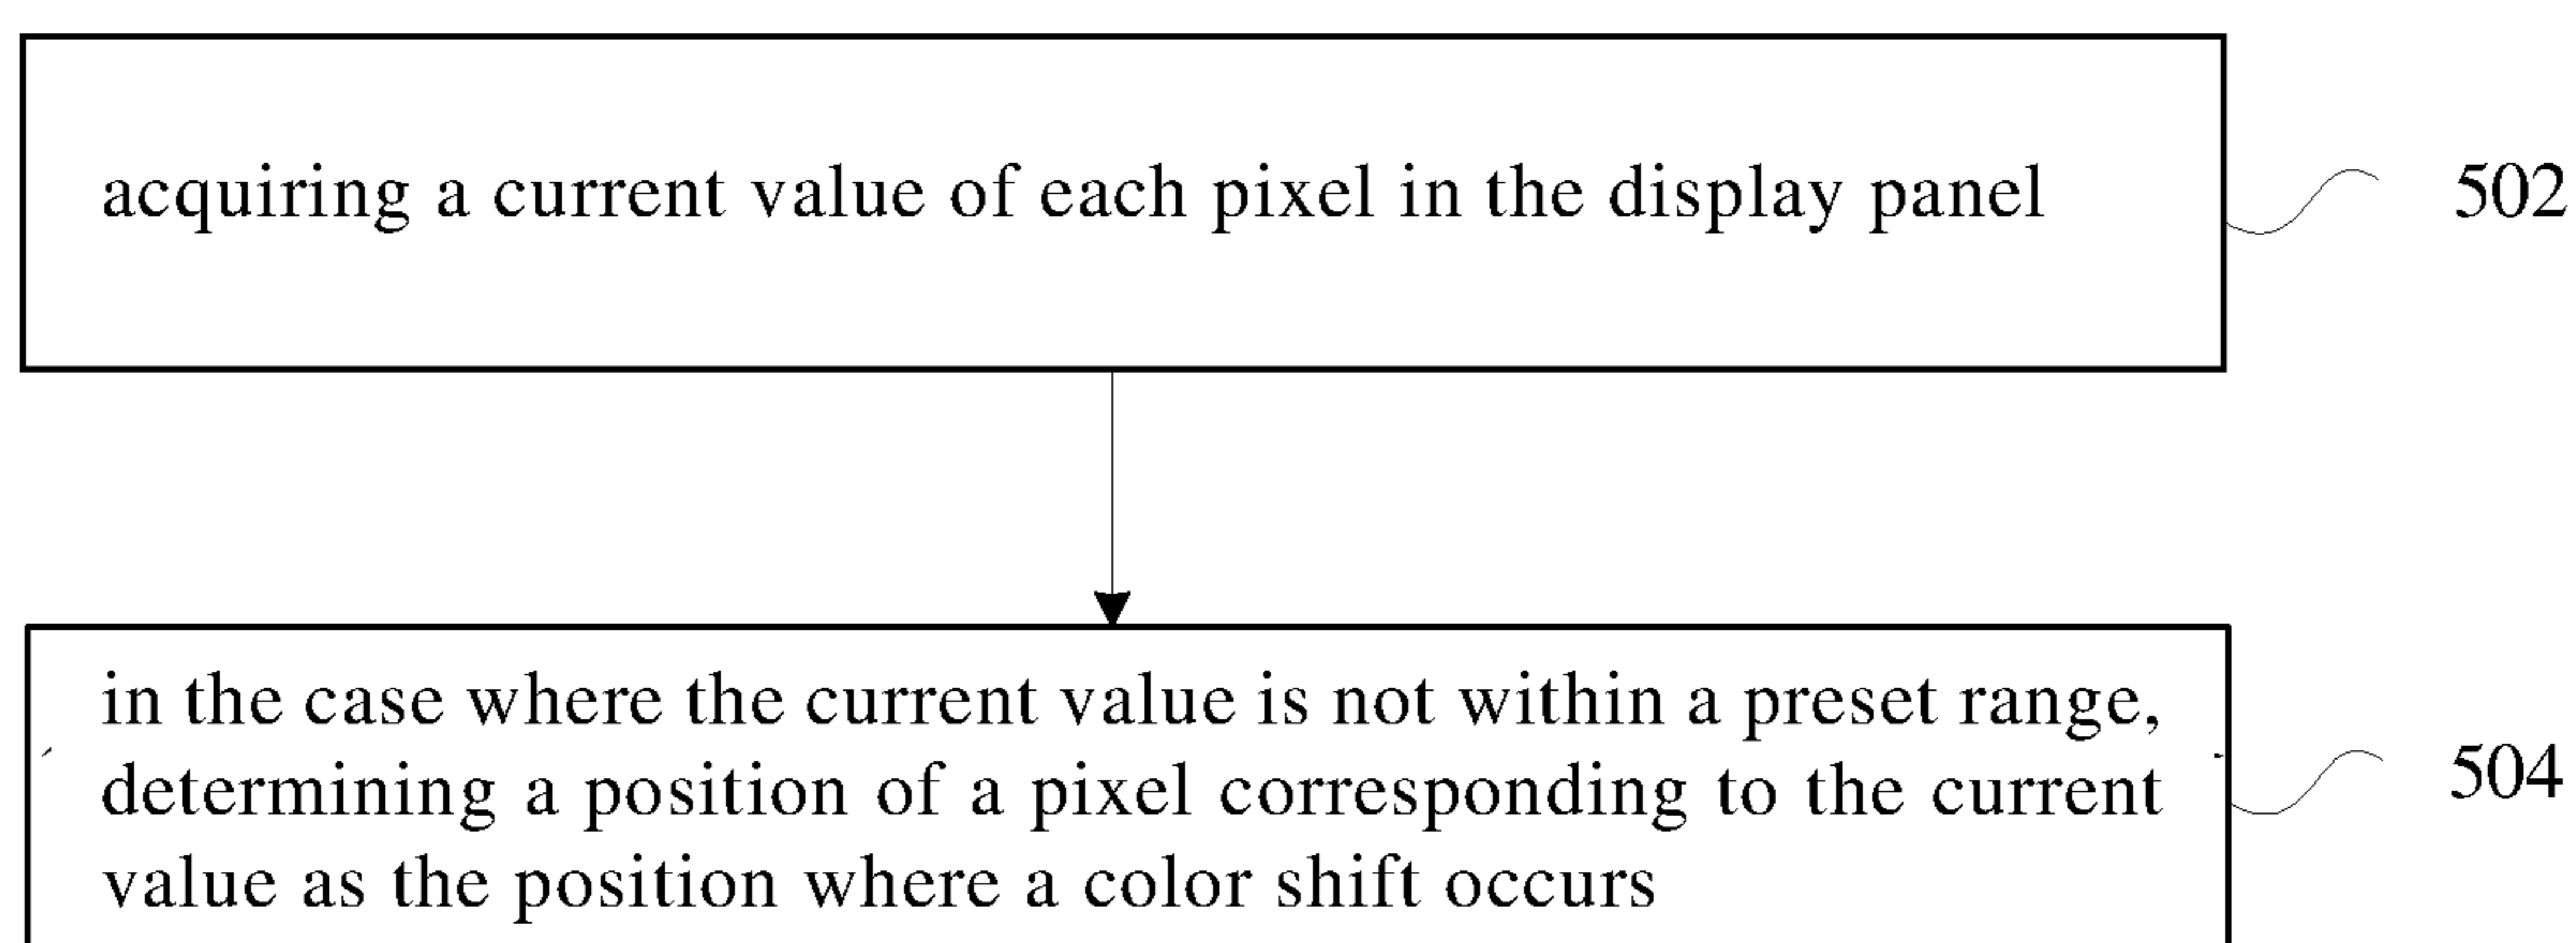 acquiring a current value of each pixel in the display panel
502
in the case where the current value is not within a preset range,
determining a position of a pixel corresponding to the current
504
value as the position where a color shift occurs